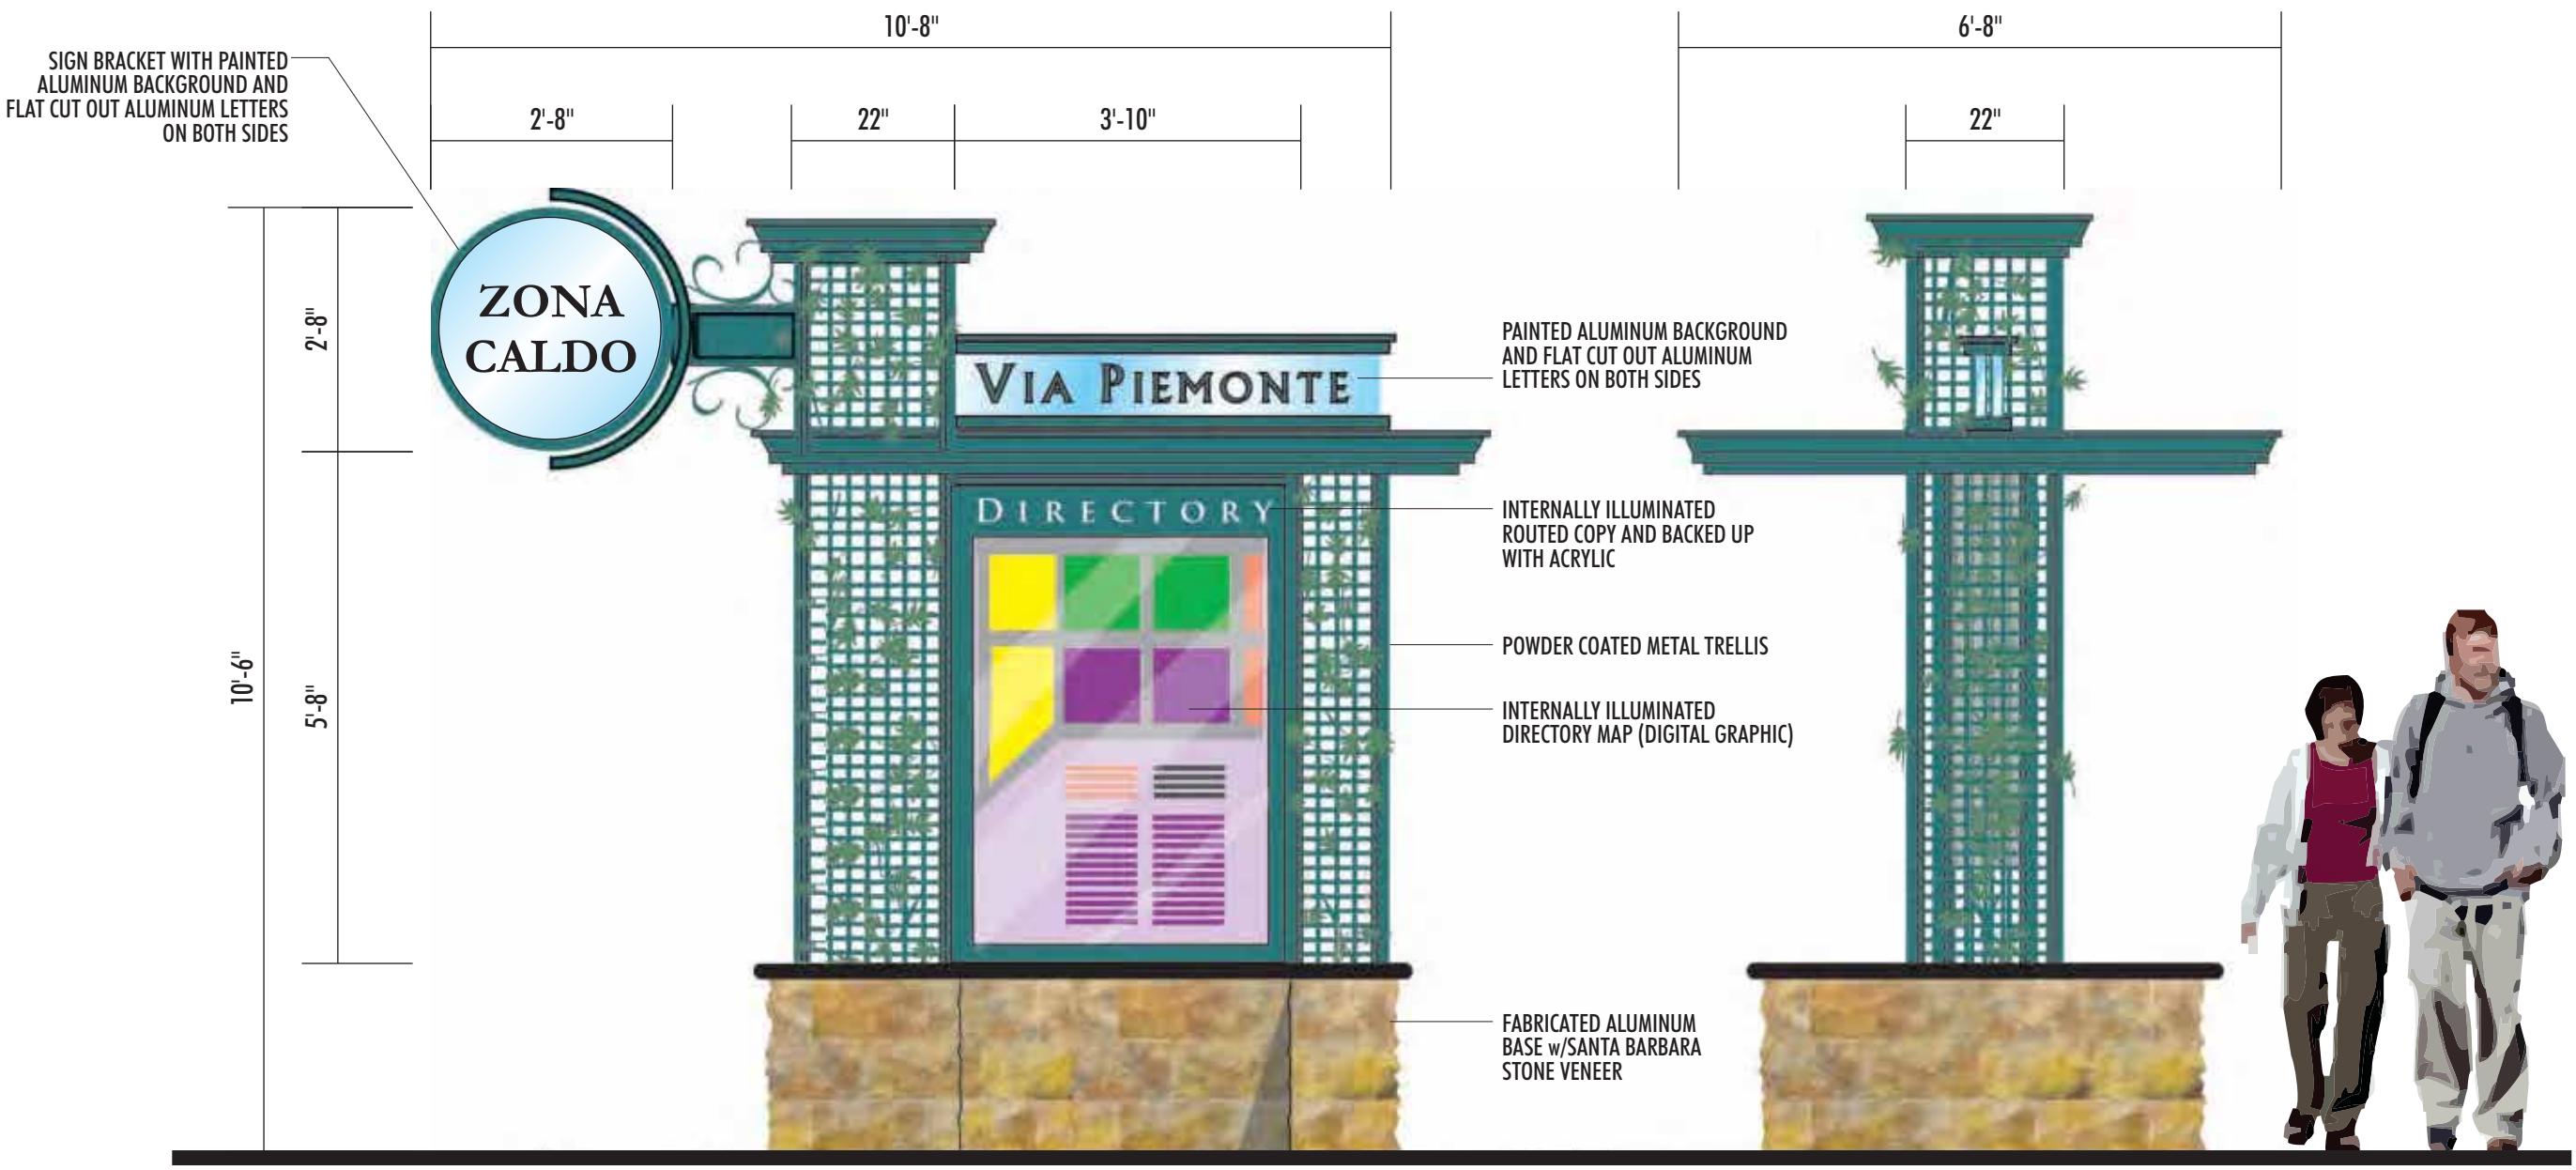 10'-8"
6'-8"
SIGN BRACKET WITH PAINTED
ALUMINUM BACKGROUND AND
FLAT CUT OUT ALUMINUM LETTERS
ON BOTH SIDES
2'-8"
22"
3'-10"
22"
ZONA
CALDO
2'-8"
VIA PIEMONTE
PAINTED ALUMINUM BACKGROUND
AND FLAT CUT OUT ALUMINUM
LETTERS ON BOTH SIDES
DIRECTORY
INTERNALLY ILLUMINATED
ROUTED COPY AND BACKED UP
WITH ACRYLIC
10'-6"
5'-8"
POWDER COATED METAL TRELLIS
INTERNALLY ILLUMINATED
DIRECTORY MAP (DIGITAL GRAPHIC)
FABRICATED ALUMINUM
BASE w/SANTA BARBARA
STONE VENEER